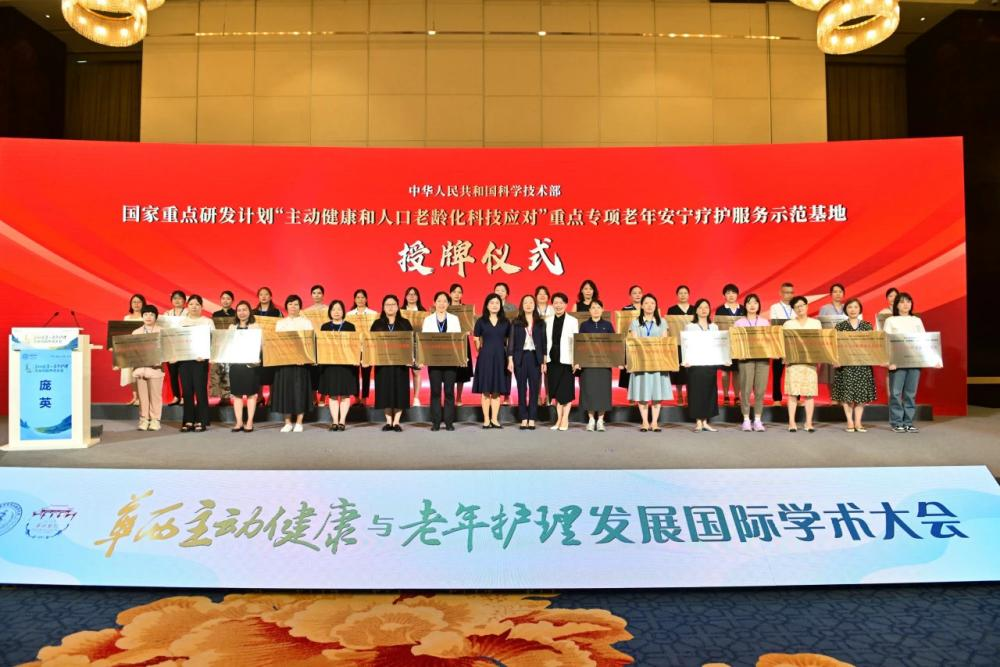 中华人民共和国科学技术部
国家重点研发计划“主动健康和人口老龄化科技应对”重点专项老年安宁疗护服务示范基地
授牌仪式
庞
英
华西主动健康与老年护理发展国际学术大会